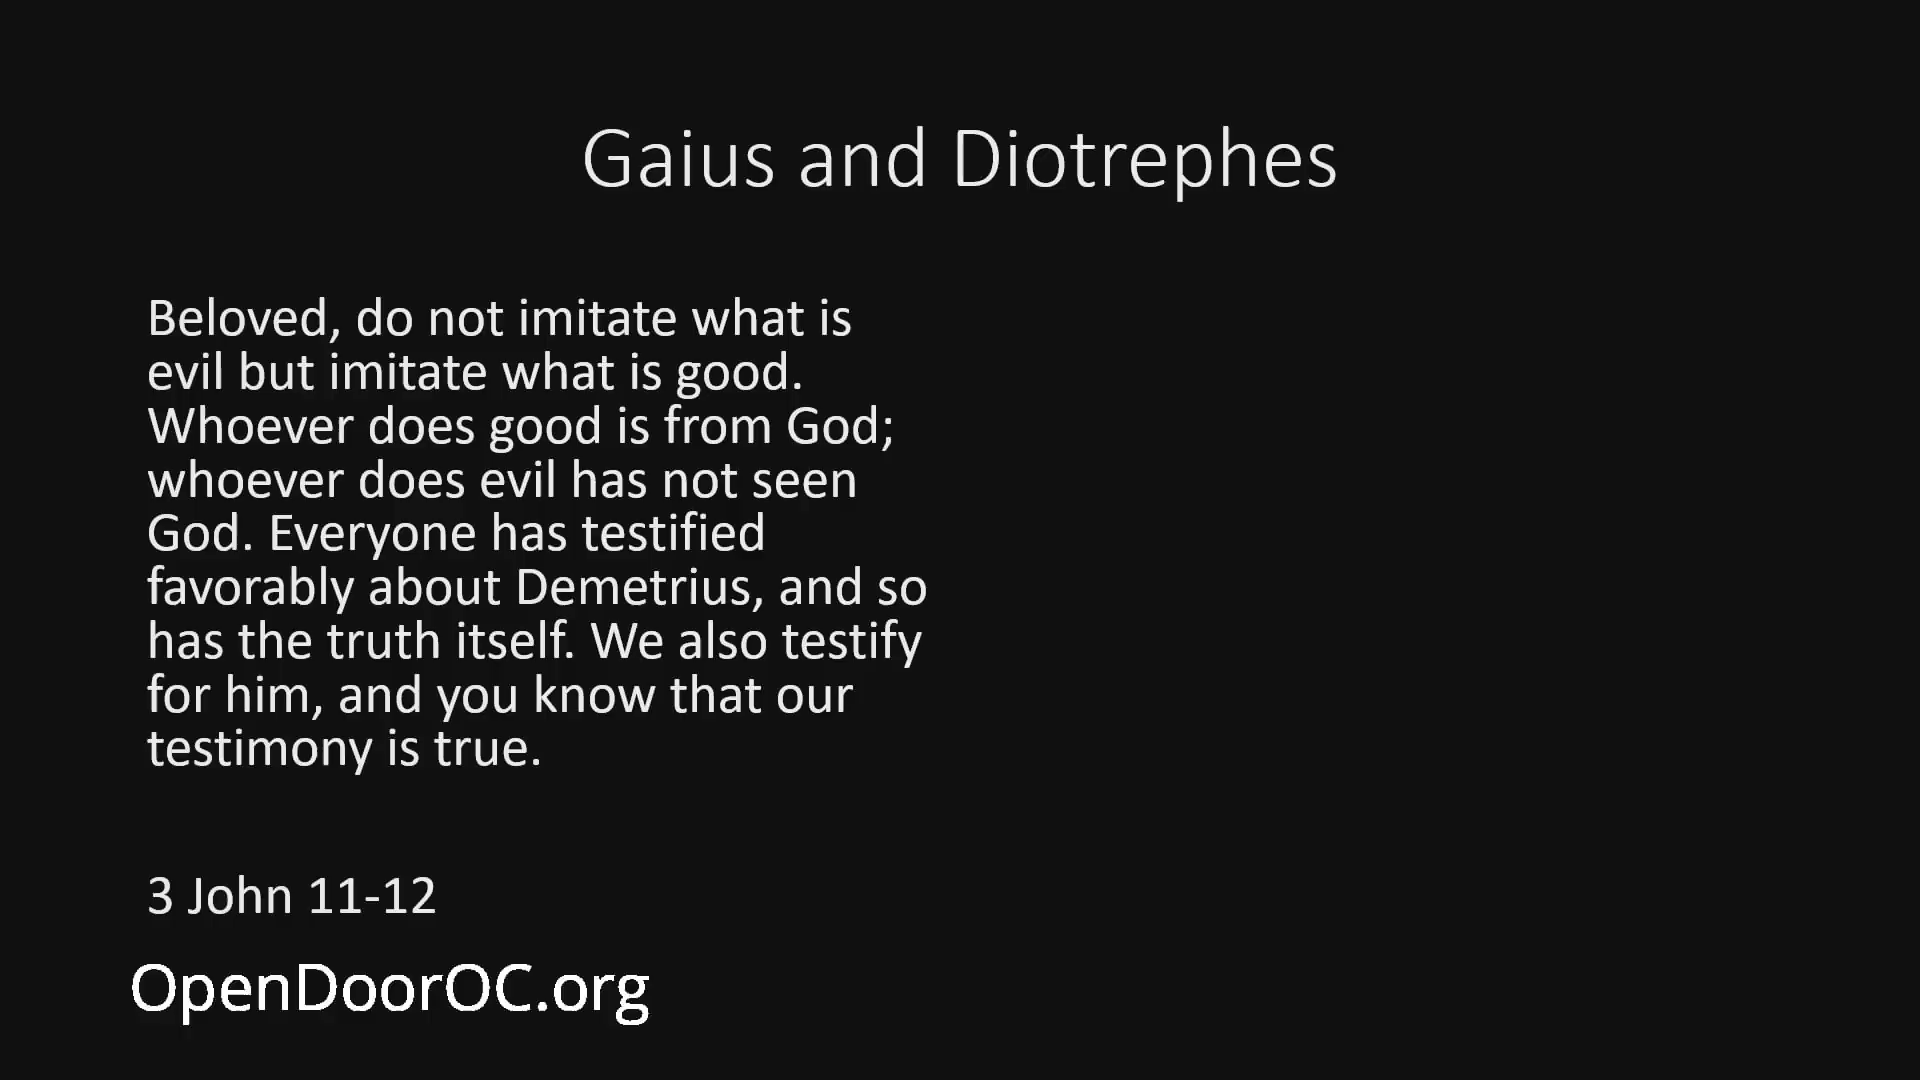 Gaius and Diotrephes
Beloved, do not imitate what is
evil but imitate what is good.
Whoever does good is from God;
whoever does evil has not seen
God. Everyone has testified
favorably about Demetrius, and so
has the truth itself. We also testify
for him, and you know that our
testimony is true.
3 John 11-12
OpenDoorOC.org